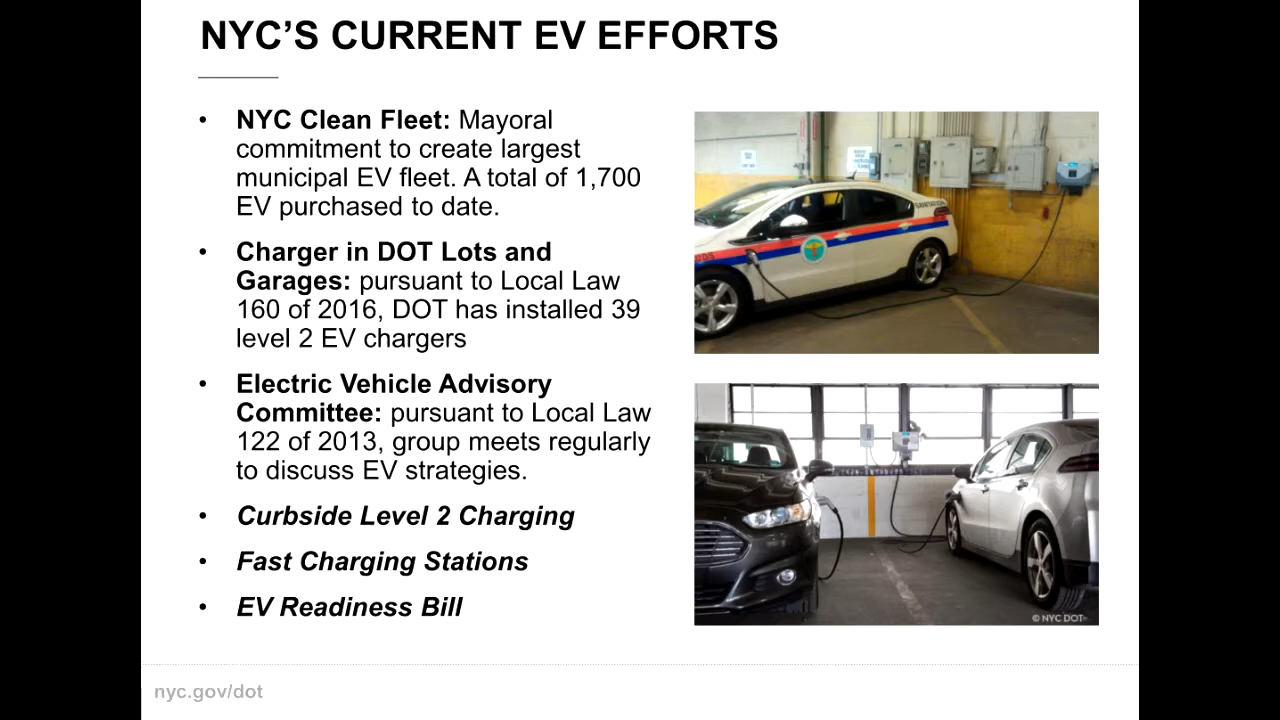 NYC’S CURRENT EV EFFORTS
• NYC Clean Fleet: Mayoral
commitment to create largest
municipal EV fleet. A total of 1,700
EV purchased to date.
• Charger in DOT Lots and
Garages: pursuant to Local Law
160 of 2016, DOT has installed 39
level 2 EV chargers
• Electric Vehicle Advisory
Committee: pursuant to Local Law
122 of 2013, group meets regularly
to discuss EV strategies.
• Curbside Level 2 Charging
• Fast Charging Stations
• EV Readiness Bill
© NYC DOT
nyc.gov/dot